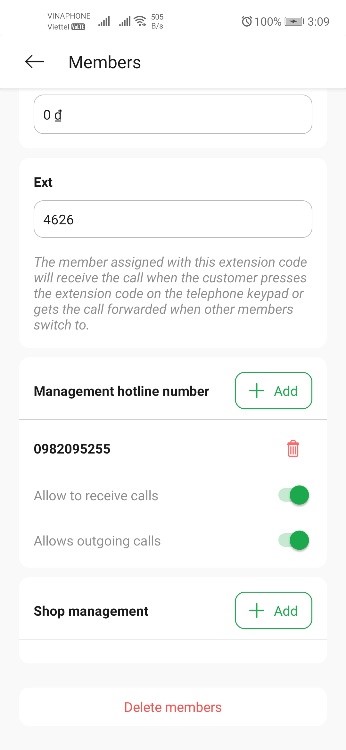 VINAPHONE
Viettel VoLTE
505
B/s
100%
3:09
Members
0 ₫
Ext
4626
The member assigned with this extension code
will receive the call when the customer presses
the extension code on the telephone keypad or
gets the call forwarded when other members
switch to.
Management hotline number
+ Add
0982095255
Allow to receive calls
Allows outgoing calls
Shop management
+ Add
Delete members